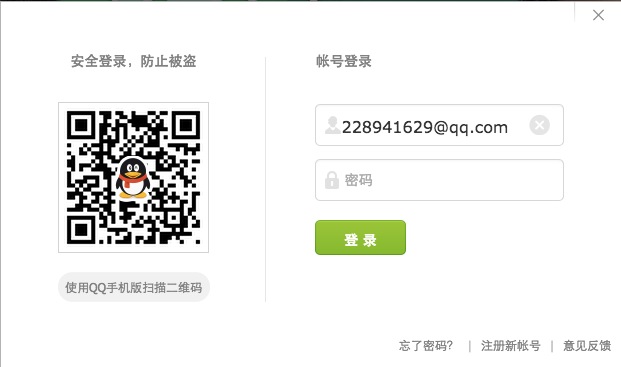 安全登录，防止被盗
使用QQ手机版扫描二维码
帐号登录
228941629@qq.com
密码
登 录
忘了密码？ | 注册新帐号 | 意见反馈